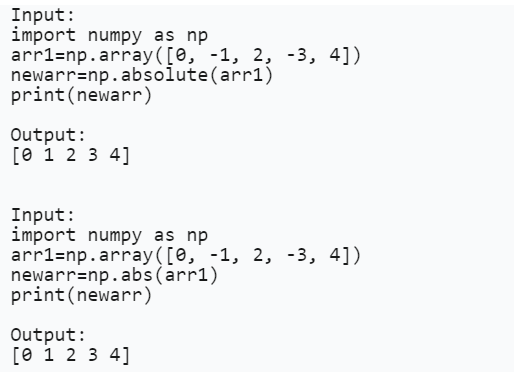 Input:
import numpy as np
arr1=np.array([0, -1, 2, -3, 4])
newarr=np.absolute(arr1)
print(newarr)
Output:
[0 1 2 3 4]
Input:
import numpy as np
arr1=np.array([0, -1, 2, -3, 4])
newarr=np.abs(arr1)
print(newarr)
Output:
[0 1 2 3 4]